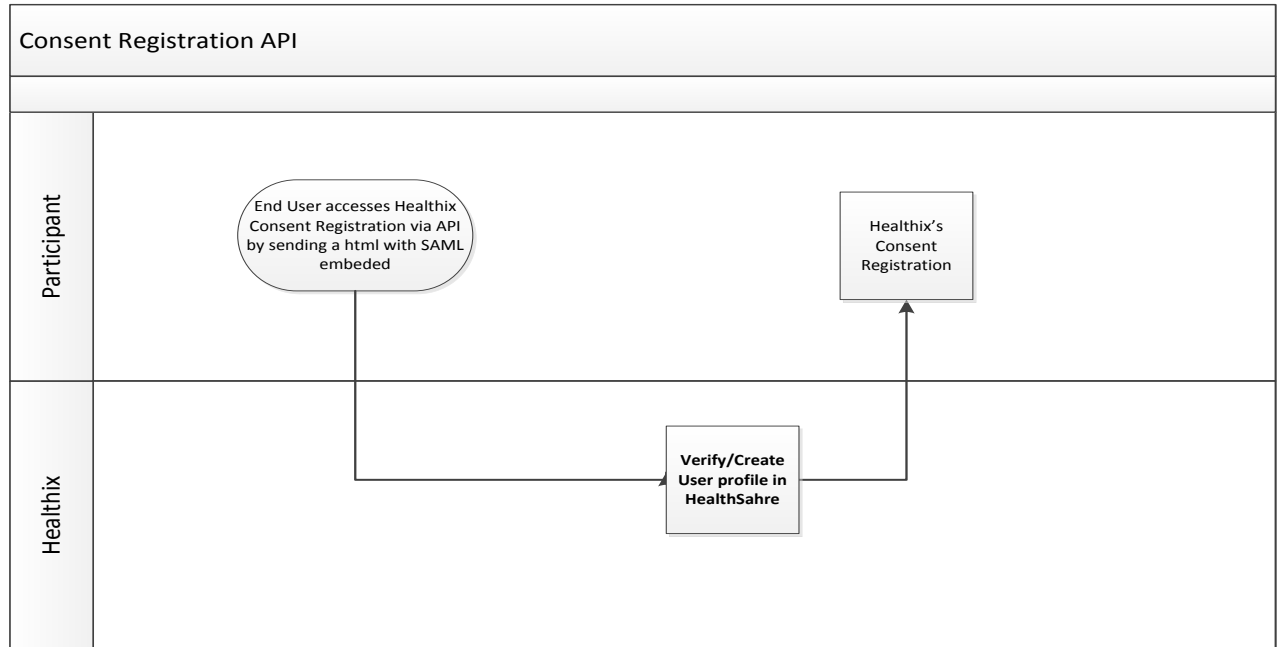 Consent Registration API
Participant
End User accesses Healthix
Consent Registration via API
by sending a html with SAML
embeded
Healthix's
Consent
Registration
Healthix
Verify/Create
User profile in
HealthSahre